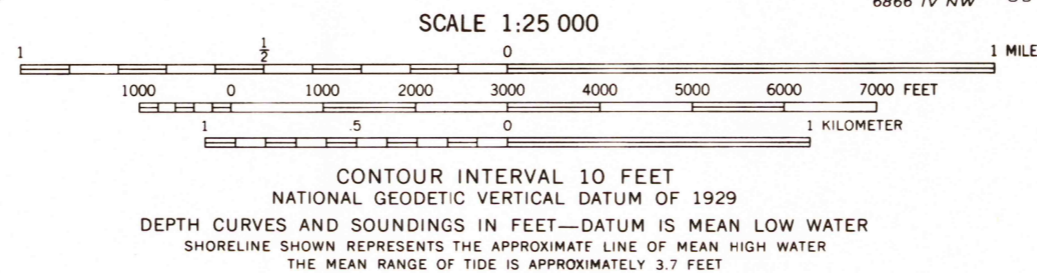 6866 IV NW
SCALE 1:25 000
1 ½ 0 1 MILE
1000 0 1000 2000 3000 4000 5000 6000 7000 FEET
1 .5 0 1 KILOMETER
CONTOUR INTERVAL 10 FEET
NATIONAL GEODETIC VERTICAL DATUM OF 1929
DEPTH CURVES AND SOUNDINGS IN FEET—DATUM IS MEAN LOW WATER
SHORELINE SHOWN REPRESENTS THE APPROXIMATE LINE OF MEAN HIGH WATER
THE MEAN RANGE OF TIDE IS APPROXIMATELY 3.7 FEET